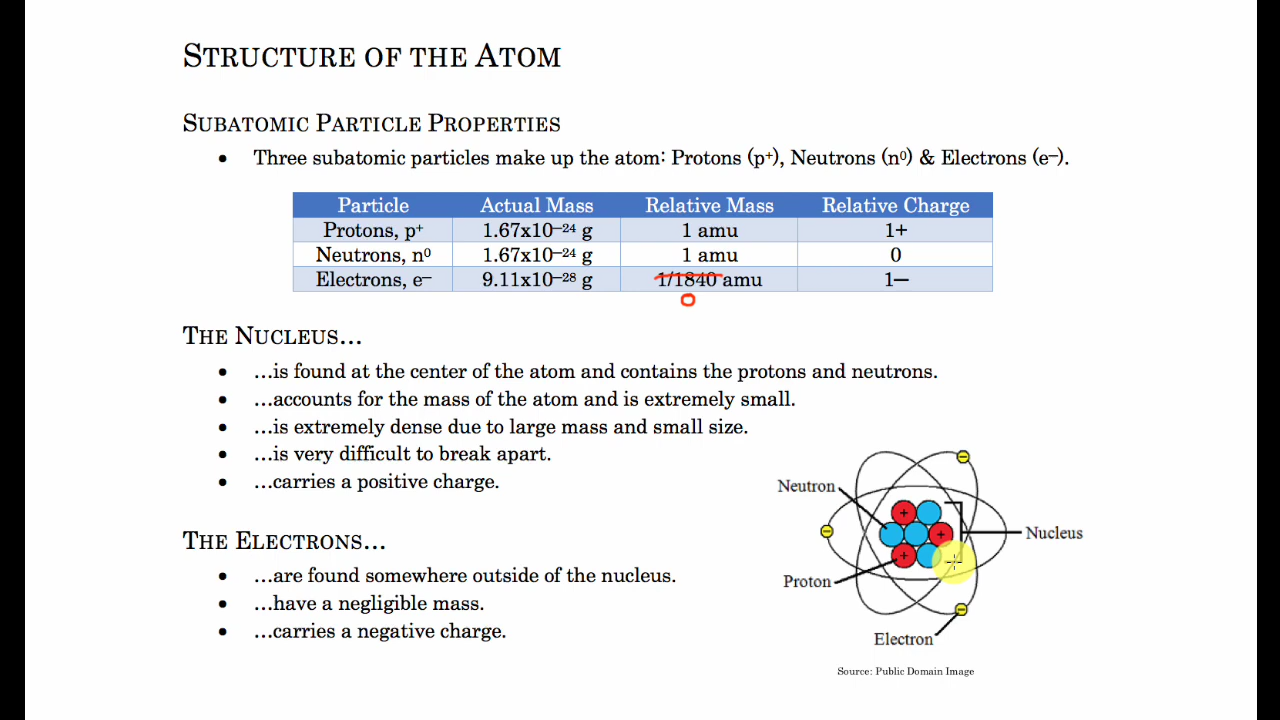 STRUCTURE OF THE ATOM
SUBATOMIC PARTICLE PROPERTIES
• Three subatomic particles make up the atom: Protons (p⁺), Neutrons (n⁰) & Electrons (e⁻).
Particle Actual Mass Relative Mass Relative Charge
Protons, p⁺ 1.67x10⁻²⁴ g 1 amu 1+
Neutrons, n⁰ 1.67x10⁻²⁴ g 1 amu 0
Electrons, e⁻ 9.11x10⁻²⁸ g 1/1840 amu 1−
0
THE NUCLEUS...
• ...is found at the center of the atom and contains the protons and neutrons.
• ...accounts for the mass of the atom and is extremely small.
• ...is extremely dense due to large mass and small size.
• ...is very difficult to break apart.
• ...carries a positive charge.
THE ELECTRONS...
• ...are found somewhere outside of the nucleus.
• ...have a negligible mass.
• ...carries a negative charge.
Neutron
Nucleus
Proton
Electron
Source: Public Domain Image